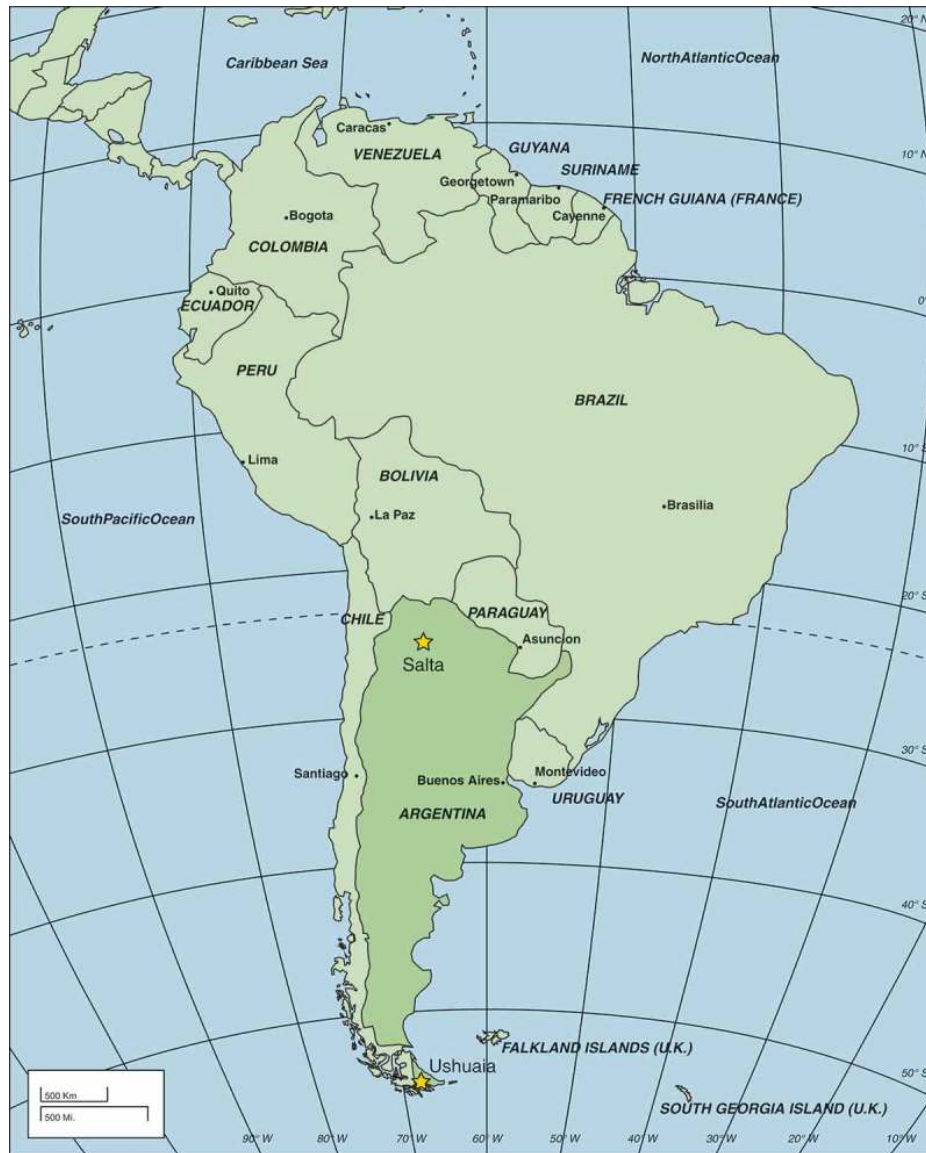 20° N
Caribbean Sea
NorthAtlanticOcean
Caracas
VENEZUELA
GUYANA
10° N
SURINAME
Georgetown
Paramaribo
FRENCH GUIANA (FRANCE)
Cayenne
Bogota
COLOMBIA
Quito
ECUADOR
0°
PERU
BRAZIL
10° S
Lima
BOLIVIA
Brasilia
La Paz
SouthPacificOcean
20° S
CHILE
PARAGUAY
Asuncion
Salta
30° S
Santiago
Buenos Aires
Montevideo
URUGUAY
SouthAtlanticOcean
ARGENTINA
40° S
FALKLAND ISLANDS (U.K.)
Ushuaia
50° S
500 Km
500 Mi.
SOUTH GEORGIA ISLAND (U.K.)
90° W
80° W
70° W
60° W
50° W
40° W
30° W
20° W
10° W